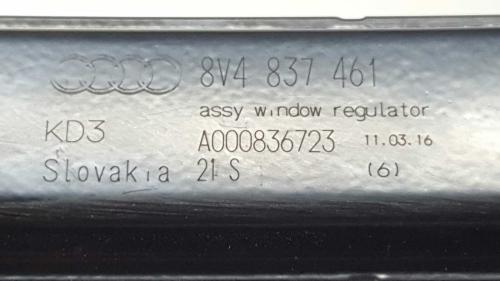 8V4 837 461
assy window regulator
KD3 A000836723 11.03.16
Slovakia 21 S (6)